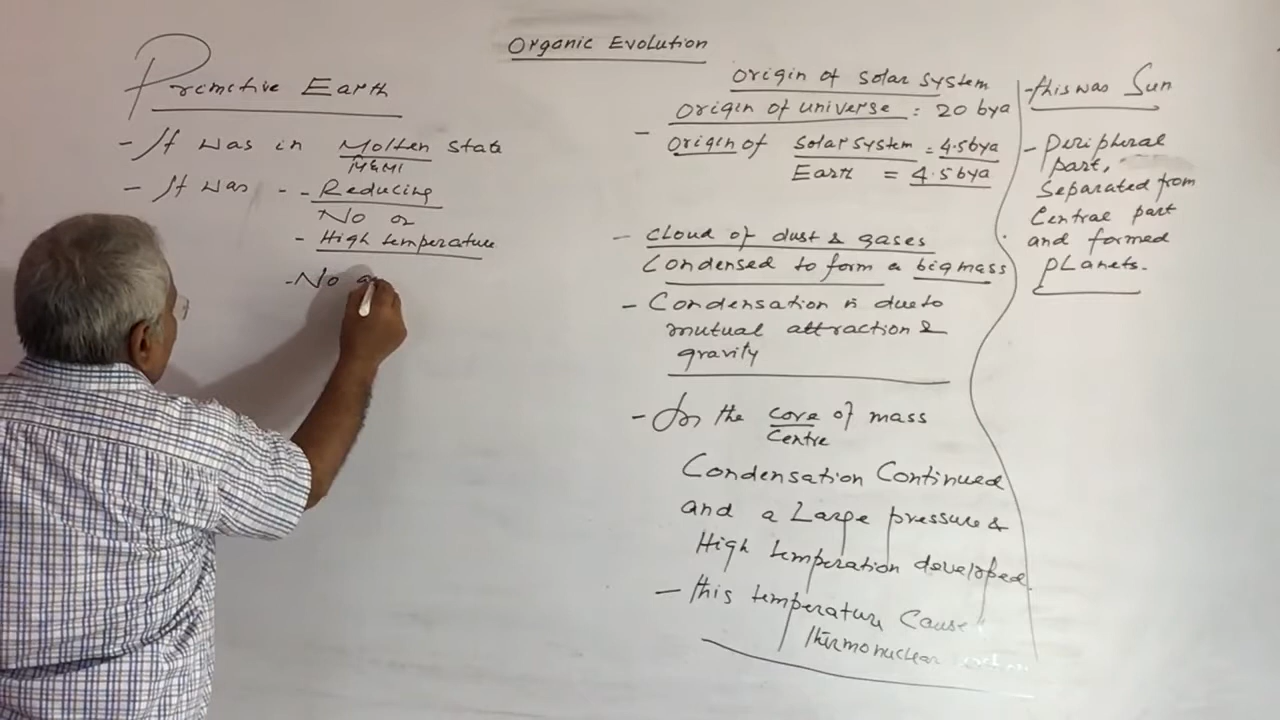 Organic Evolution
Primitive Earth
- It was in Molten State
- It was - - Reducing
No O2
- High temperature
- No
Origin of Solar System
Origin of universe : 20 bya
- Origin of Solar System = 4.5bya
Earth = 4.5bya
- Cloud of dust & gases
Condensed to form a big mass
- Condensation is due to
mutual attraction &
gravity
- In the core of mass
Centre
Condensation Continued
and a Large pressure &
High temperation developed
- this temperature Cause
thermonuclear
- this was Sun
- Peripheral
part,
Separated from
Central part
and formed
planets.